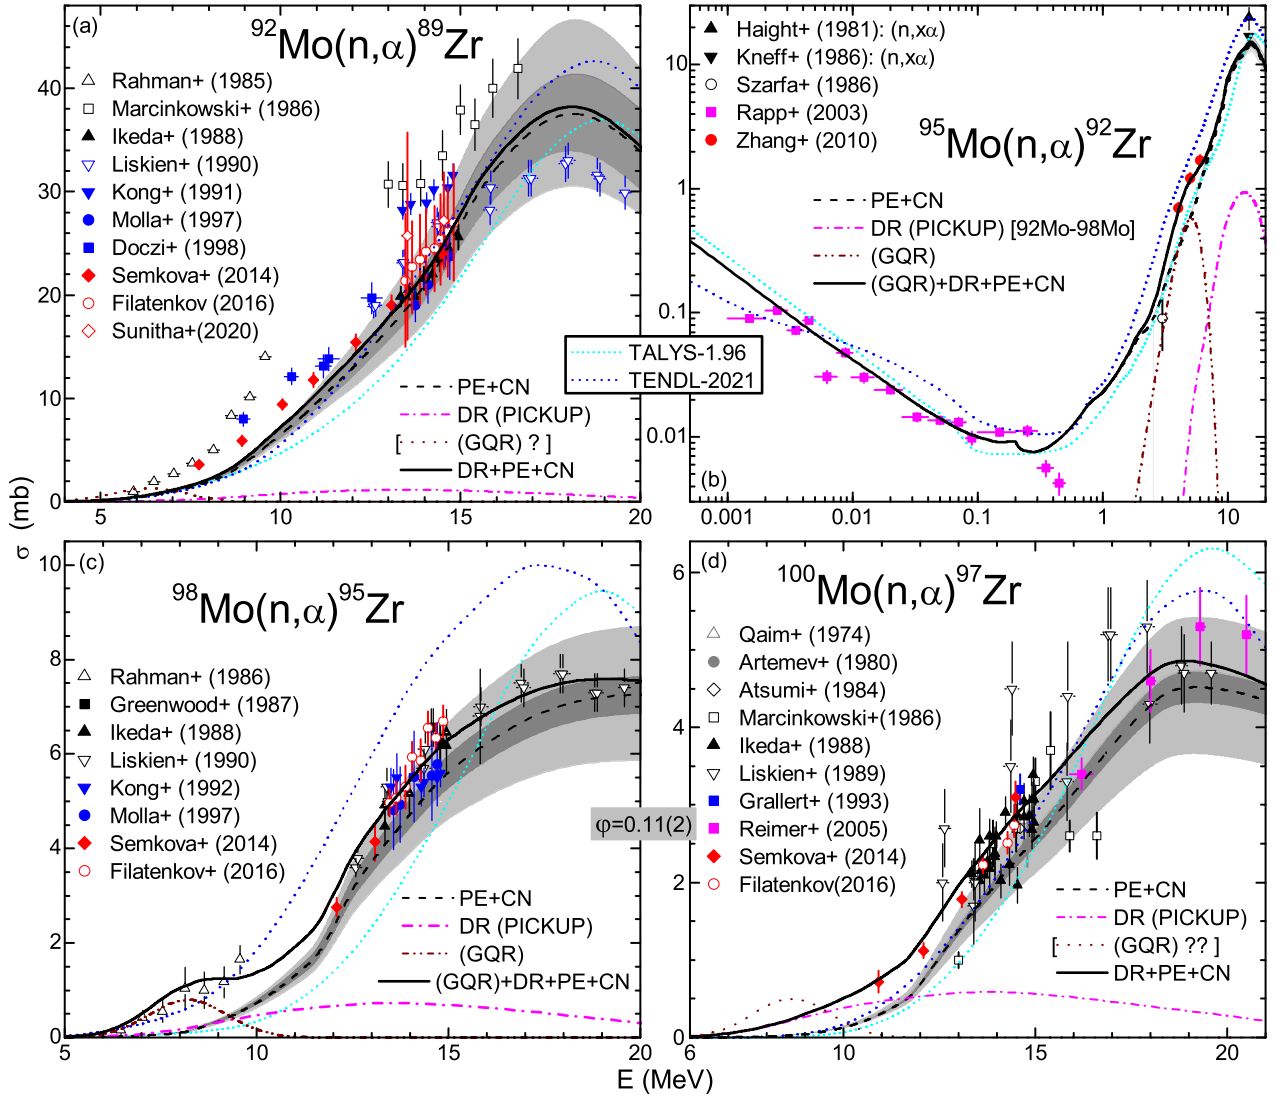 (a)
92Mo(n,α)89Zr
Rahman+ (1985)
Marcinkowski+ (1986)
Ikeda+ (1988)
Liskien+ (1990)
Kong+ (1991)
Molla+ (1997)
Doczi+ (1998)
Semkova+ (2014)
Filatenkov (2016)
Sunitha+(2020)
PE+CN
DR (PICKUP)
[ (GQR) ? ]
DR+PE+CN
0
10
20
30
40
5
10
15
20
(b)
95Mo(n,α)92Zr
Haight+ (1981): (n,xα)
Kneff+ (1986): (n,xα)
Szarfa+ (1986)
Rapp+ (2003)
Zhang+ (2010)
PE+CN
DR (PICKUP) [92Mo-98Mo]
(GQR)
(GQR)+DR+PE+CN
10
1
0.1
0.01
0.001
0.01
0.1
1
10
TALYS-1.96
TENDL-2021
σ (mb)
(c)
98Mo(n,α)95Zr
Rahman+ (1986)
Greenwood+ (1987)
Ikeda+ (1988)
Liskien+ (1990)
Kong+ (1992)
Molla+ (1997)
Semkova+ (2014)
Filatenkov+ (2016)
PE+CN
DR (PICKUP)
(GQR)
(GQR)+DR+PE+CN
0
2
4
6
8
10
5
10
15
20
φ=0.11(2)
(d)
100Mo(n,α)97Zr
Qaim+ (1974)
Artemev+ (1980)
Atsumi+ (1984)
Marcinkowski+(1986)
Ikeda+ (1988)
Liskien+ (1989)
Grallert+ (1993)
Reimer+ (2005)
Semkova+ (2014)
Filatenkov(2016)
PE+CN
DR (PICKUP)
[ (GQR) ?? ]
DR+PE+CN
0
2
4
6
6
10
15
20
E (MeV)